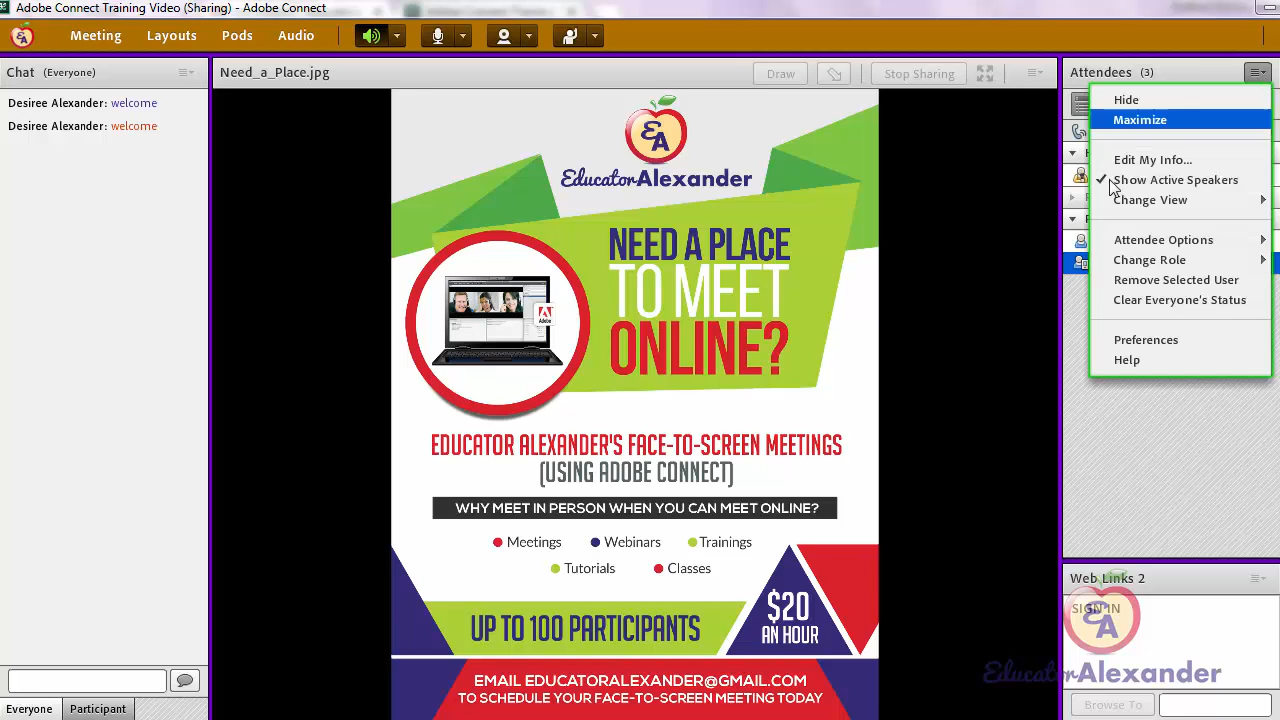 Adobe Connect Training Video (Sharing) - Adobe Connect
EA Meeting Layouts Pods Audio
Chat (Everyone)
Desiree Alexander: welcome
Desiree Alexander: welcome
Everyone Participant
Need_a_Place.jpg Draw Stop Sharing
EA
EducatorAlexander
NEED A PLACE
TO MEET
ONLINE?
Adobe
EDUCATOR ALEXANDER'S FACE-TO-SCREEN MEETINGS
(USING ADOBE CONNECT)
WHY MEET IN PERSON WHEN YOU CAN MEET ONLINE?
Meetings Webinars Trainings
Tutorials Classes
UP TO 100 PARTICIPANTS
$20
AN HOUR
EMAIL EDUCATORALEXANDER@GMAIL.COM
TO SCHEDULE YOUR FACE-TO-SCREEN MEETING TODAY
Attendees (3)
Hide
Maximize
Edit My Info...
Show Active Speakers
Change View
Attendee Options
Change Role
Remove Selected User
Clear Everyone's Status
Preferences
Help
Web Links 2
SIGN IN
EA
EducatorAlexander
Browse To